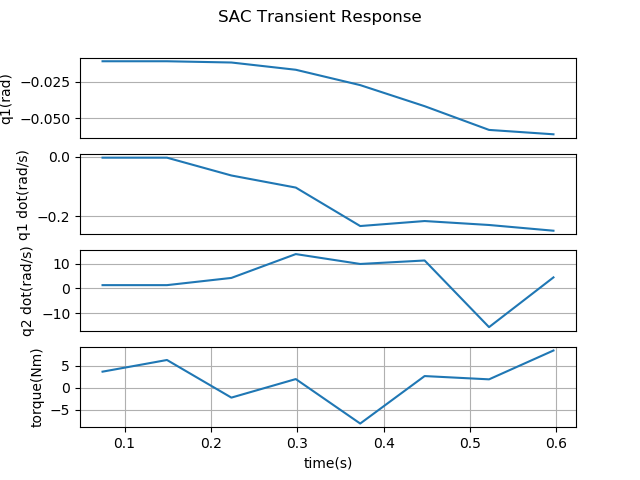 SAC Transient Response
−0.025
−0.050
q1(rad)
0.0
−0.2
q1 dot(rad/s)
10
0
−10
q2 dot(rad/s)
5
0
−5
torque(Nm)
0.1 0.2 0.3 0.4 0.5 0.6
time(s)